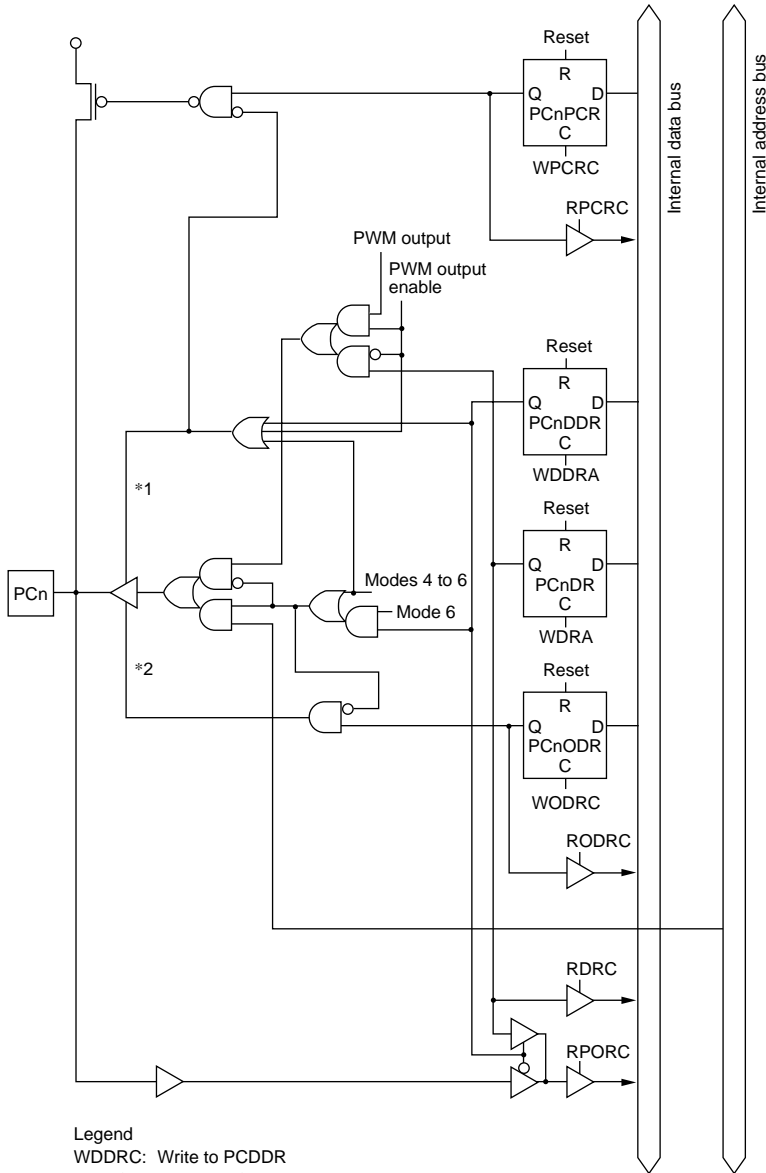 Reset
R
Q D
PCnPCR
C
WPCRC
RPCRC
Internal data bus
Internal address bus
PWM output
PWM output
enable
Reset
R
Q D
PCnDDR
C
WDDRA
*1
Reset
R
Q D
PCnDR
C
WDRA
Modes 4 to 6
Mode 6
PCn
*2
Reset
R
Q D
PCnODR
C
WODRC
RODRC
RDRC
RPORC
Legend
WDDRC: Write to PCDDR